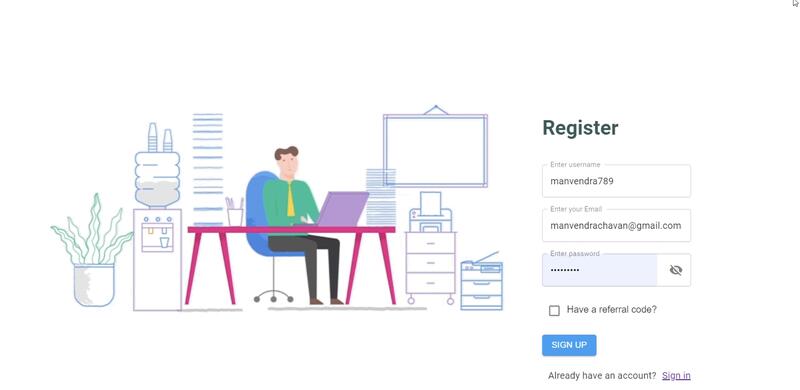 Register
Enter username
manvendra789
Enter your Email
manvendrachavan@gmail.com
Enter password
•••••••••
Have a referral code?
SIGN UP
Already have an account? Sign in